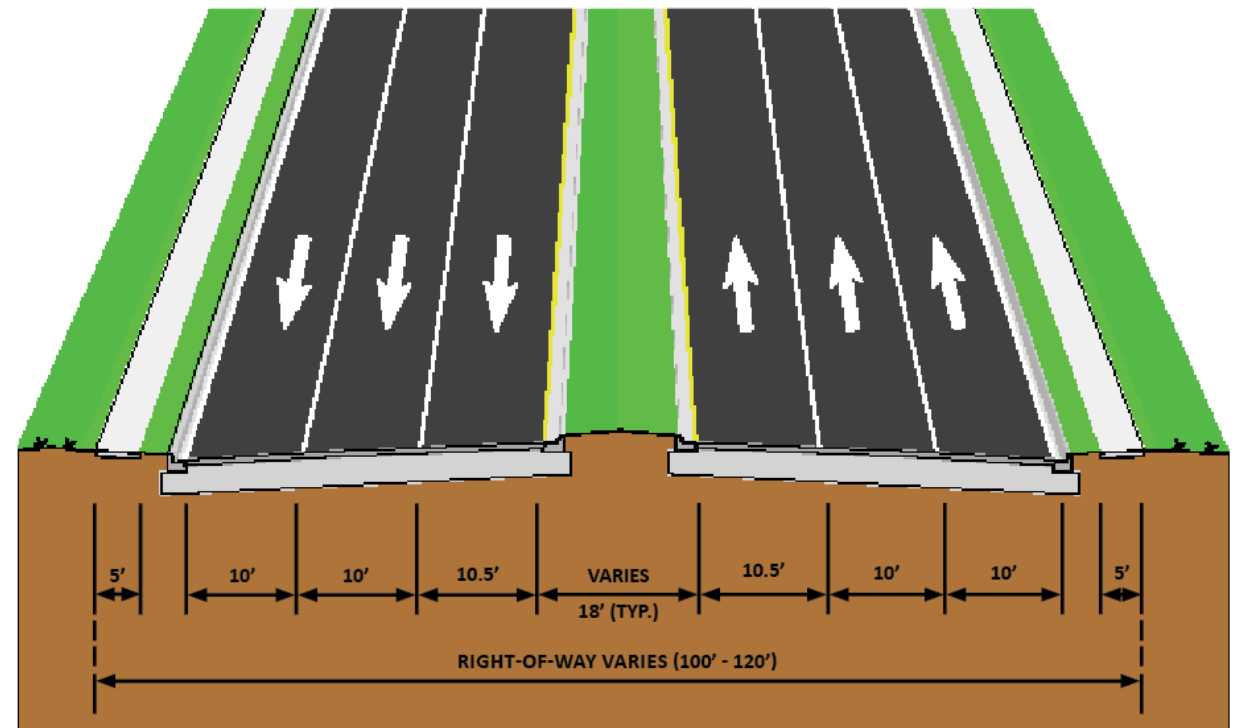 5’
10’
10’
10.5’
VARIES
18’ (TYP.)
10.5’
10’
10’
5’
RIGHT-OF-WAY VARIES (100’ - 120’)